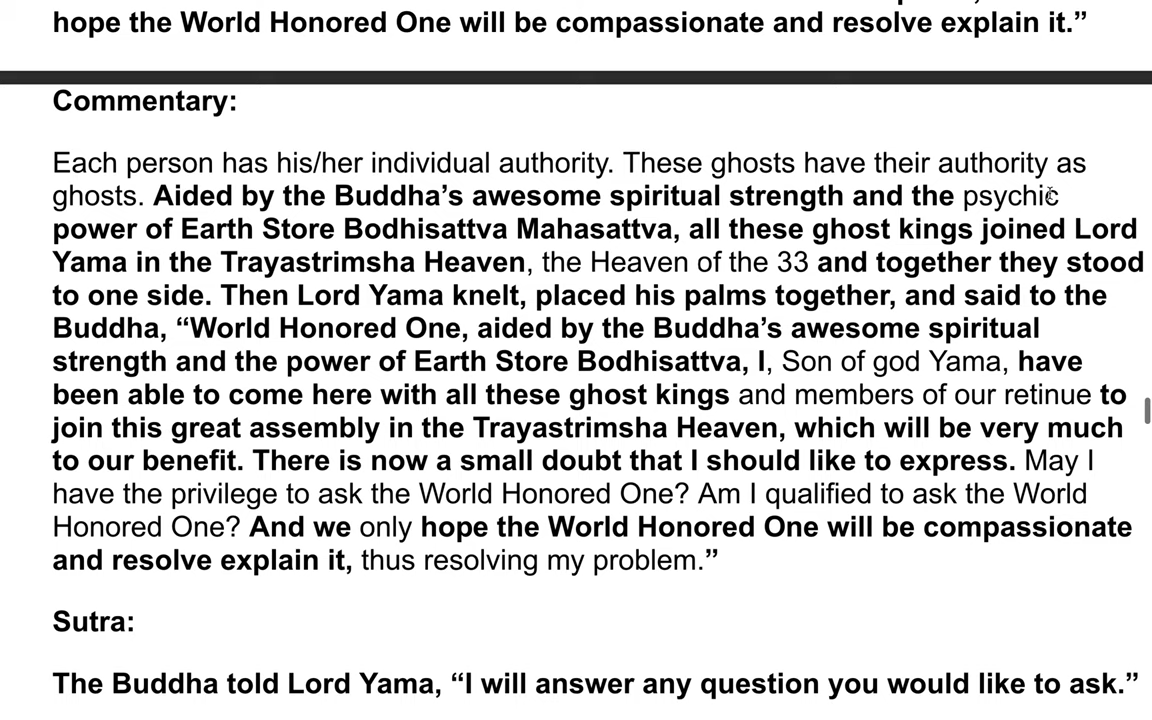 hope the World Honored One will be compassionate and resolve explain it.”
Commentary:
Each person has his/her individual authority. These ghosts have their authority as
ghosts. Aided by the Buddha’s awesome spiritual strength and the psychic
power of Earth Store Bodhisattva Mahasattva, all these ghost kings joined Lord
Yama in the Trayastrimsha Heaven, the Heaven of the 33 and together they stood
to one side. Then Lord Yama knelt, placed his palms together, and said to the
Buddha, “World Honored One, aided by the Buddha’s awesome spiritual
strength and the power of Earth Store Bodhisattva, I, Son of god Yama, have
been able to come here with all these ghost kings and members of our retinue to
join this great assembly in the Trayastrimsha Heaven, which will be very much
to our benefit. There is now a small doubt that I should like to express. May I
have the privilege to ask the World Honored One? Am I qualified to ask the World
Honored One? And we only hope the World Honored One will be compassionate
and resolve explain it, thus resolving my problem.”
Sutra:
The Buddha told Lord Yama, “I will answer any question you would like to ask.”